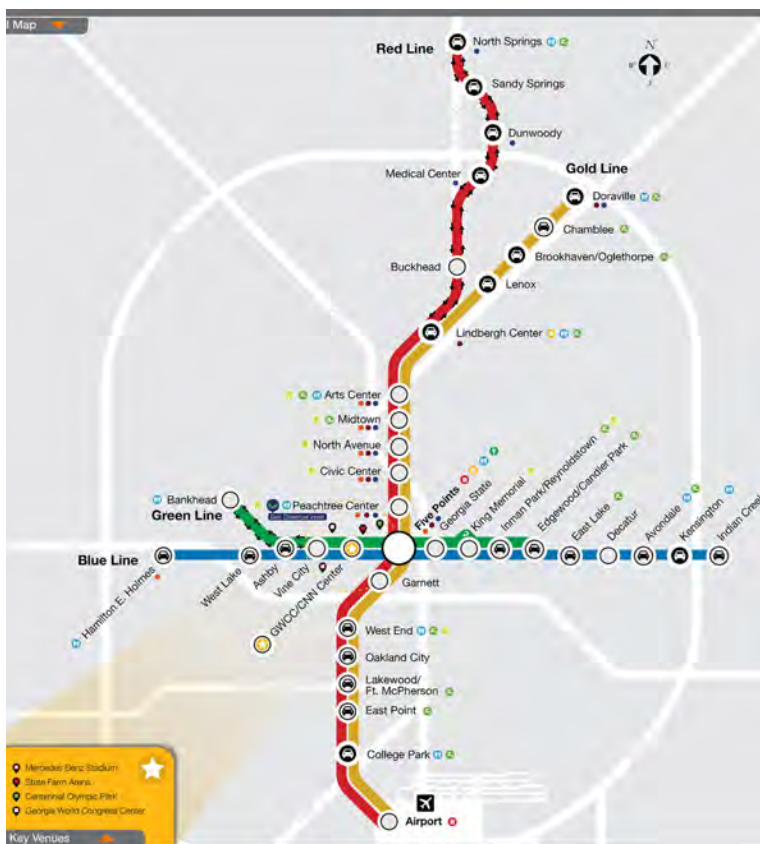 l Map
Red Line
North Springs
N
Sandy Springs
Dunwoody
Medical Center
Gold Line
Doraville
Chamblee
Brookhaven/Oglethorpe
Buckhead
Lenox
Lindbergh Center
Arts Center
Midtown
North Avenue
Civic Center
Bankhead
Peachtree Center
Green Line
Five Points
Georgia State
King Memorial
Inman Park/Reynoldstown
Edgewood/Candler Park
East Lake
Decatur
Avondale
Kensington
Indian Creek
Blue Line
Hamilton E. Holmes
West Lake
Ashby
Vine City
GWCC/CNN Center
Garnett
West End
Oakland City
Lakewood/
Ft. McPherson
East Point
College Park
Airport
Mercedes Benz Stadium
State Farm Arena
Centennial Olympic Park
Georgia World Congress Center
Key Venues